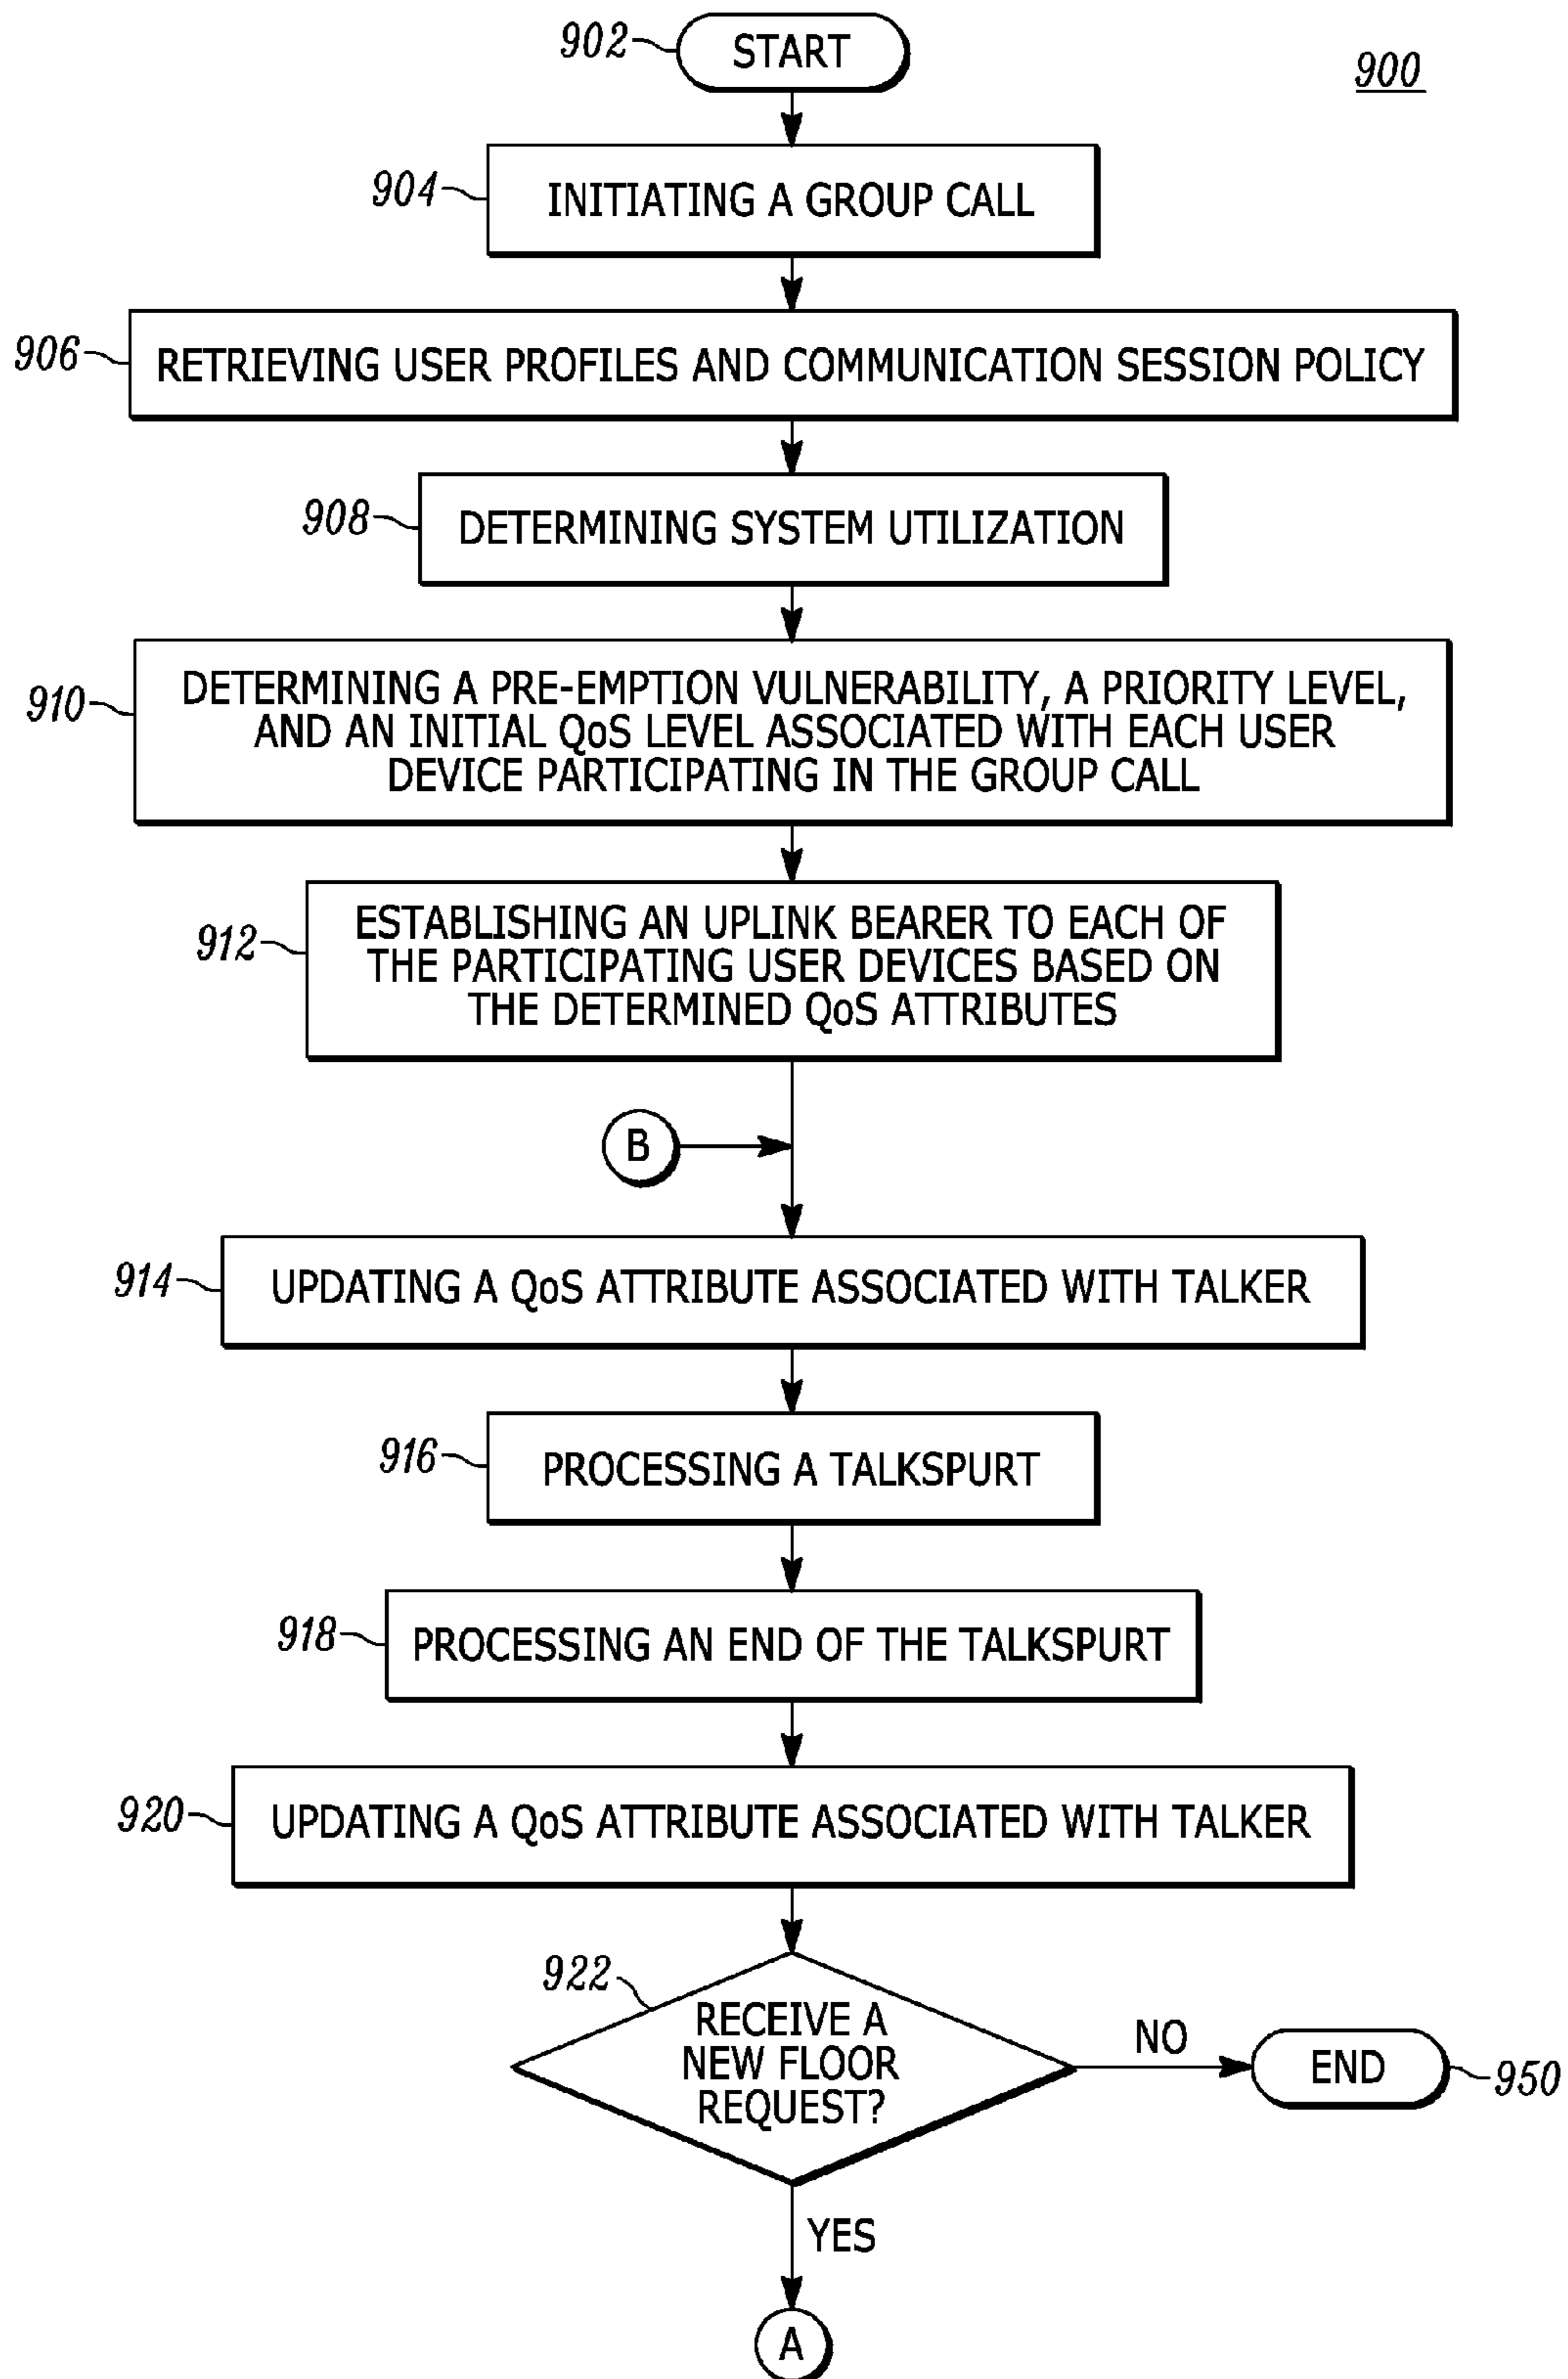 902
START
900
904
INITIATING A GROUP CALL
906
RETRIEVING USER PROFILES AND COMMUNICATION SESSION POLICY
908
DETERMINING SYSTEM UTILIZATION
910
DETERMINING A PRE-EMPTION VULNERABILITY, A PRIORITY LEVEL,
AND AN INITIAL QoS LEVEL ASSOCIATED WITH EACH USER
DEVICE PARTICIPATING IN THE GROUP CALL
912
ESTABLISHING AN UPLINK BEARER TO EACH OF
THE PARTICIPATING USER DEVICES BASED ON
THE DETERMINED QoS ATTRIBUTES
B
914
UPDATING A QoS ATTRIBUTE ASSOCIATED WITH TALKER
916
PROCESSING A TALKSPURT
918
PROCESSING AN END OF THE TALKSPURT
920
UPDATING A QoS ATTRIBUTE ASSOCIATED WITH TALKER
922
RECEIVE A
NEW FLOOR
REQUEST?
NO
END
950
YES
A